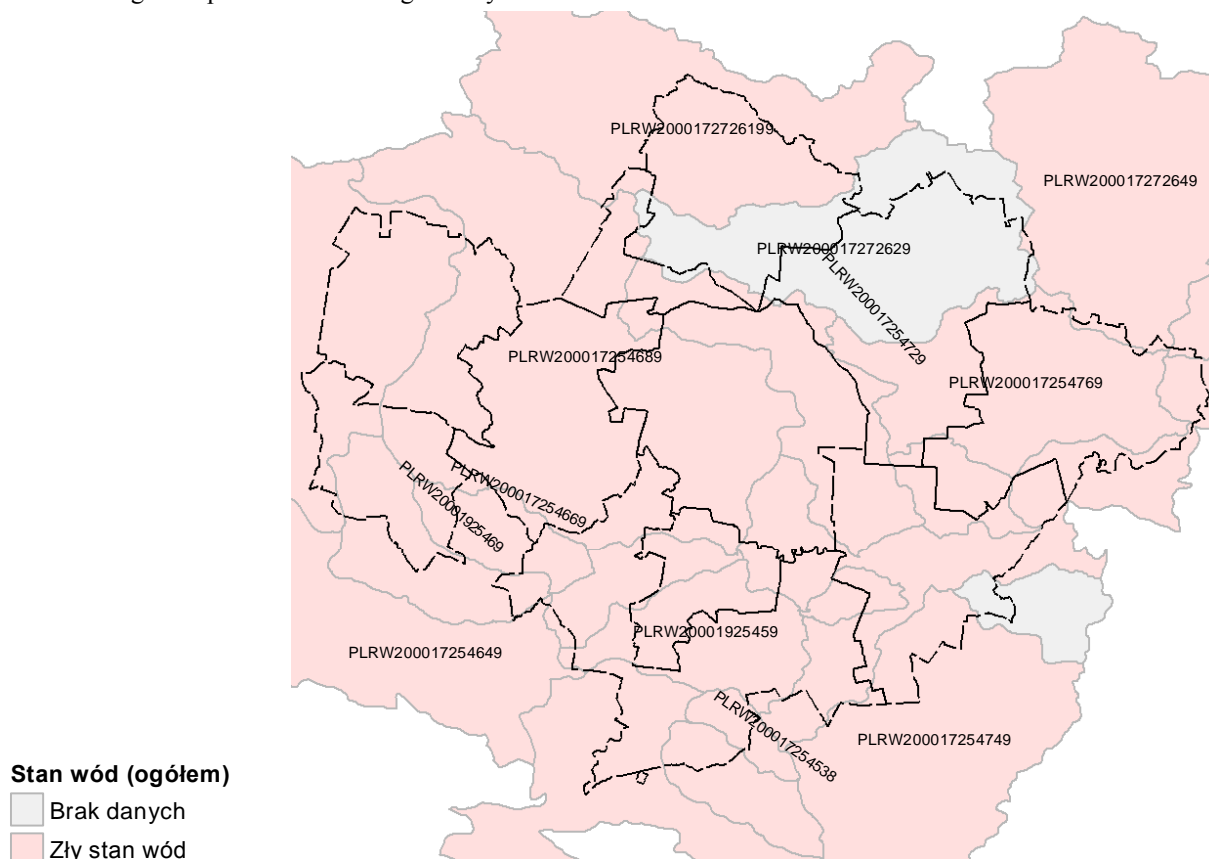 PLRW2000172726199
PLRW200017272649
PLRW200017272629
PLRW200017254729
PLRW200017254689
PLRW200017254769
PLRW200017254669
PLRW20001925469
PLRW20001925459
PLRW200017254649
PLRW200017254538
PLRW200017254749
Stan wód (ogółem)
Brak danych
Zły stan wód